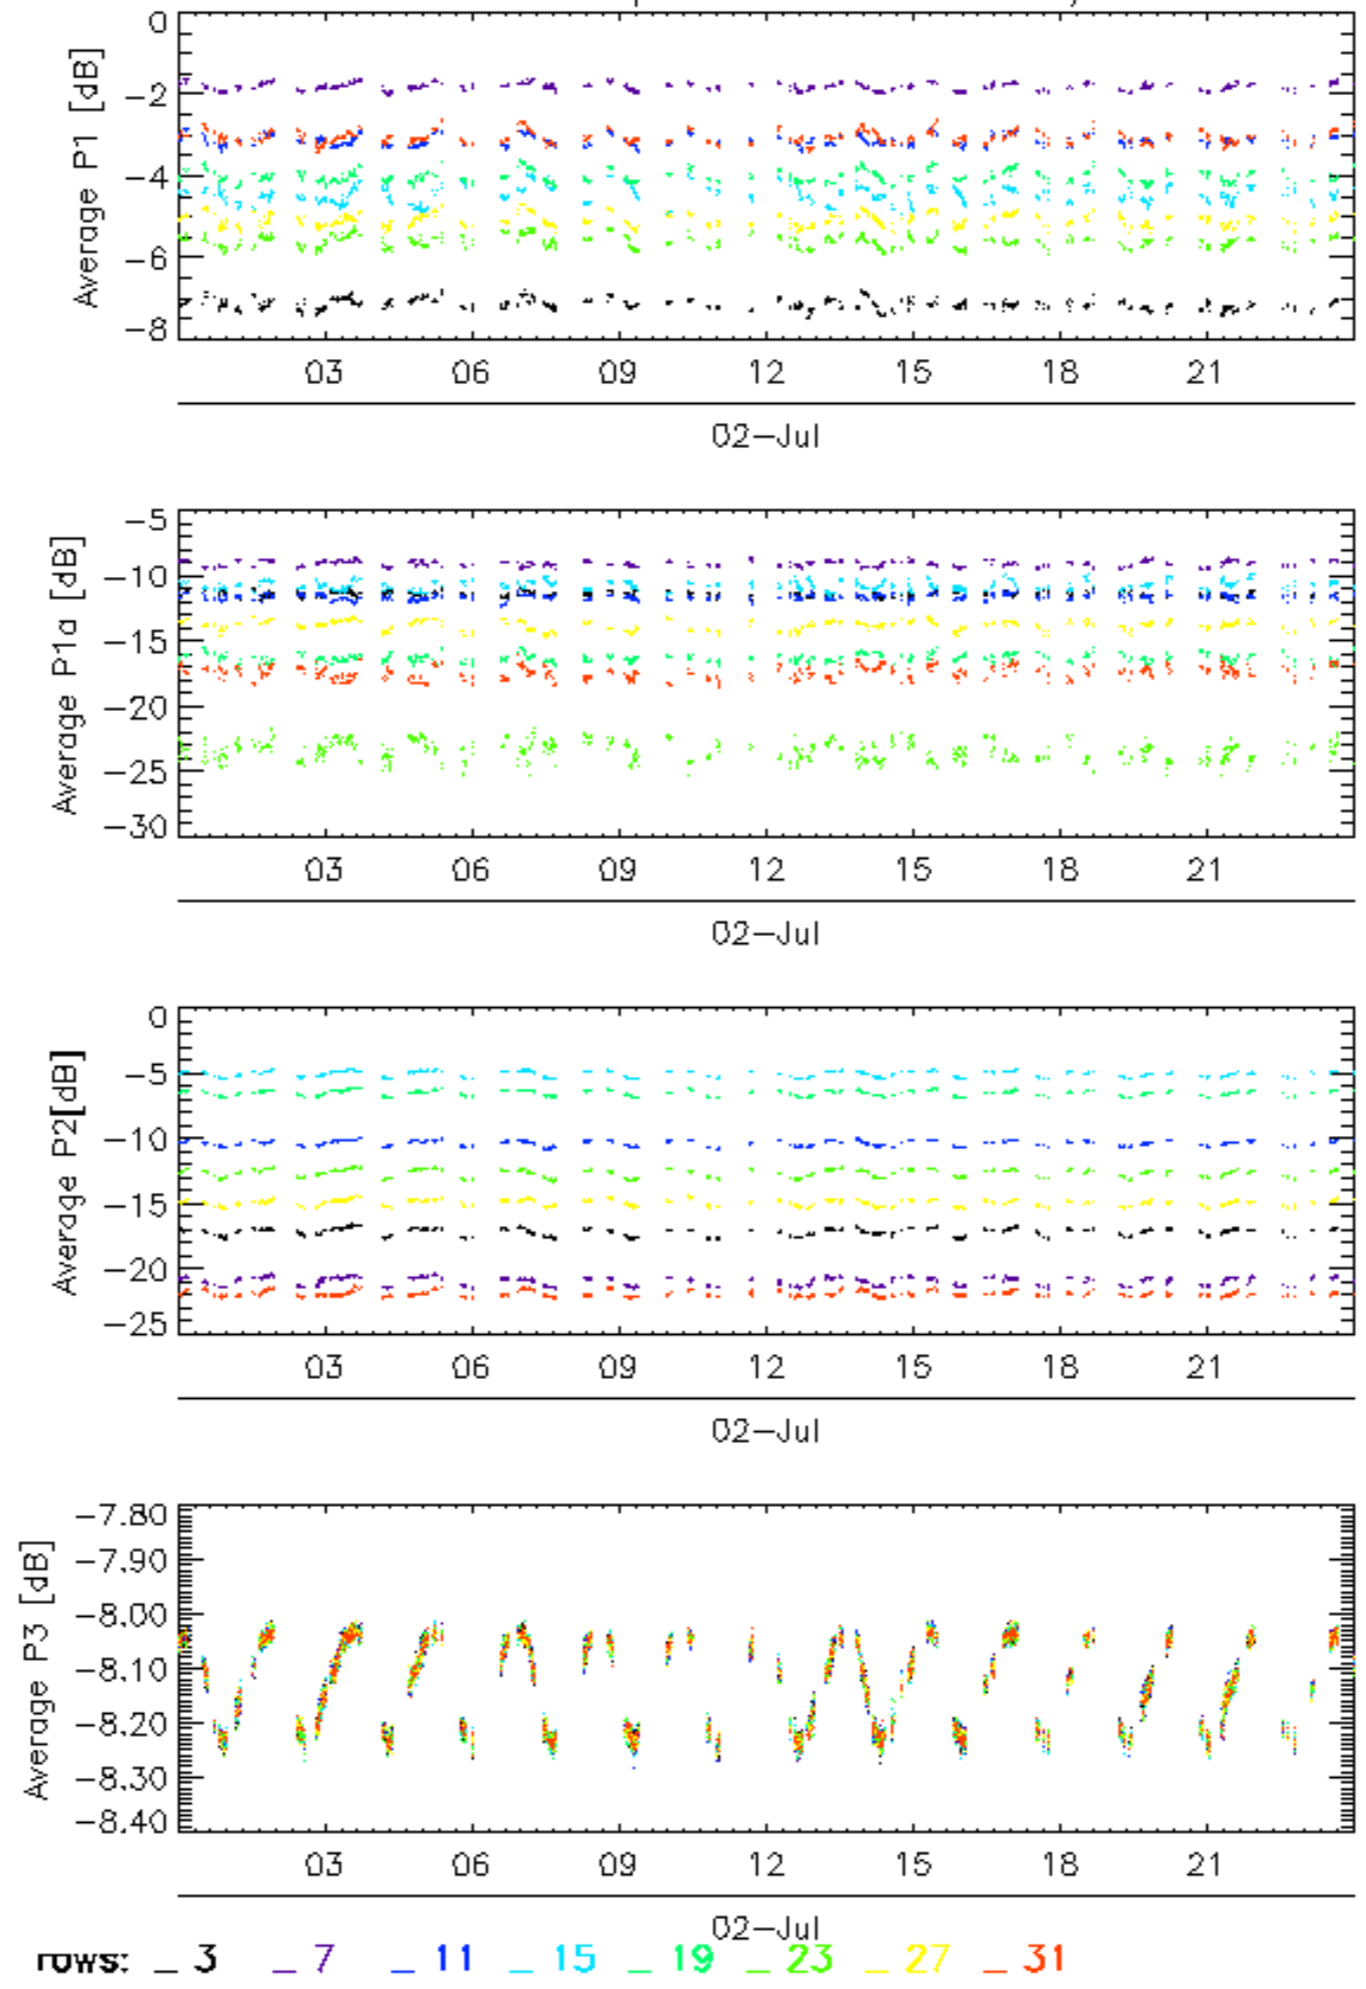 Average P1 [dB]
0
−2
−4
−6
−8
03 06 09 12 15 18 21
02−Jul
Average P1a [dB]
−5
−10
−15
−20
−25
−30
03 06 09 12 15 18 21
02−Jul
Average P2[dB]
0
−5
−10
−15
−20
−25
03 06 09 12 15 18 21
02−Jul
Average P3 [dB]
−7.80
−7.90
−8.00
−8.10
−8.20
−8.30
−8.40
03 06 09 12 15 18 21
02−Jul
rows: _ 3 _ 7 _ 11 _ 15 _ 19 _ 23 _ 27 _ 31